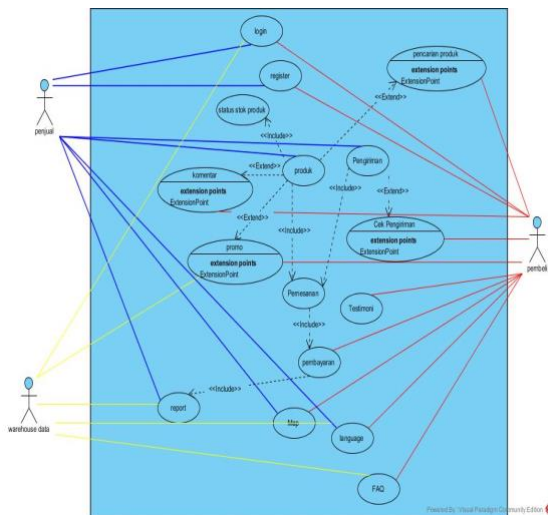 login
pencarian produk
extension points
ExtensionPoint
register
<<Extend>>
penjual
status stok produk
<<Include>>
Pengiriman
komentar
<<Extend>>
produk
<<Include>>
extension points
ExtensionPoint
<<Extend>>
<<Extend>>
<<Include>>
Cek Pengiriman
extension points
ExtensionPoint
promo
extension points
ExtensionPoint
pembeli
Pemesanan
Testimoni
<<Include>>
pembayaran
<<Include>>
report
warehouse data
Map
language
FAQ
Powered By: Visual Paradigm Community Edition